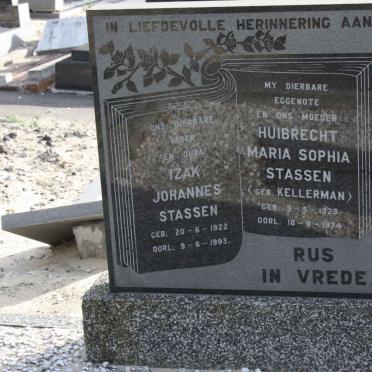 IN LIEFDEVOLLE HERINNERING AAN
ONS DIERBARE
VADER
EN OUPA
IZAK
JOHANNES
STASSEN
GEB. 20-6-1922
OORL. 9-6-1993.
MY DIERBARE
EGGENOTE
EN ONS MOEDER
HUIBRECHT
MARIA SOPHIA
STASSEN
(GEB. KELLERMAN)
GEB. 9-5-1923
OORL. 18-8-1974
RUS
IN VREDE